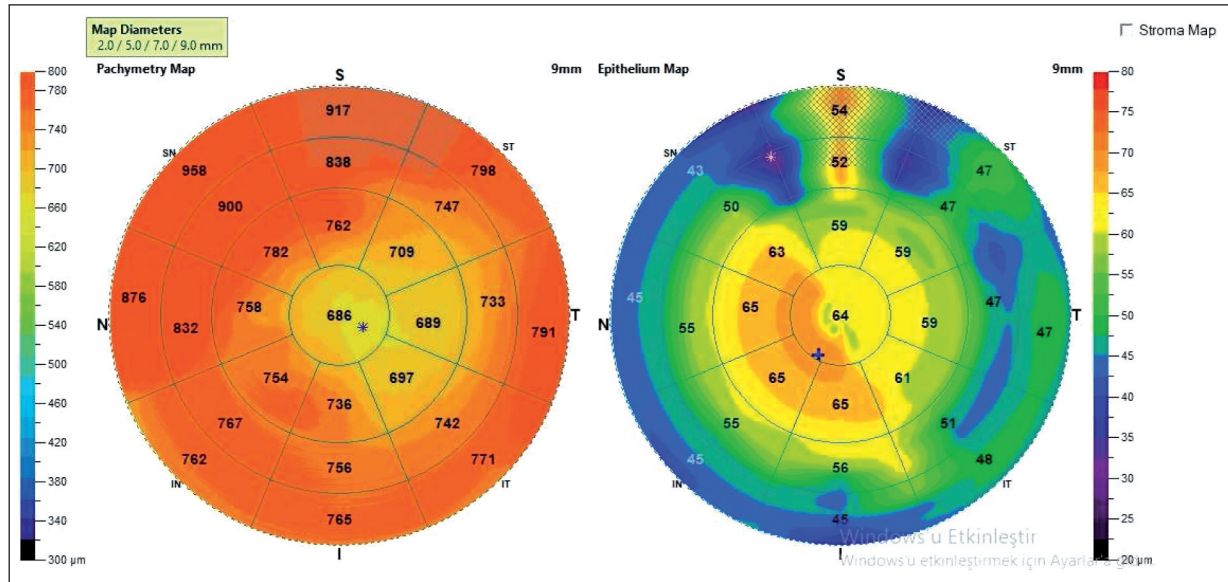 Map Diameters
2.0 / 5.0 / 7.0 / 9.0 mm
Stroma Map
Pachymetry Map
9mm
Epithelium Map
9mm
800
780
740
700
660
620
580
540
500
460
420
380
340
300 µm
S
SN
ST
N
T
IN
IT
I
917
958
838
798
900
747
762
782
709
876
758
686
689
733
791
832
754
697
767
736
742
762
756
771
765
S
SN
ST
N
T
IN
IT
I
54
43
52
47
50
47
59
63
59
45
65
64
59
47
47
55
65
61
55
65
51
45
56
48
45
80
75
70
65
60
55
50
45
40
35
30
25
20 µm
Windows'u Etkinleştir
Windows'u etkinleştirmek için Ayarlar'a